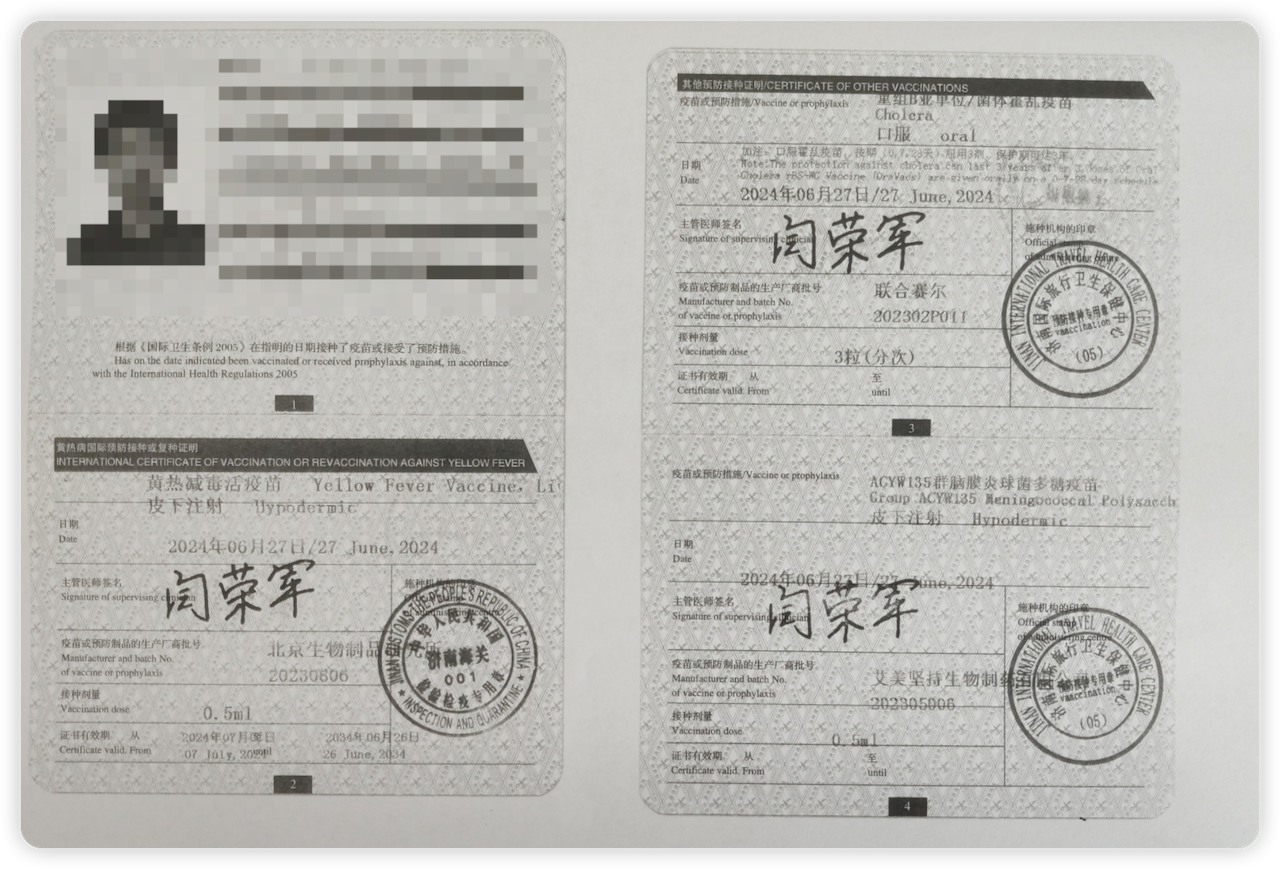 根据《国际卫生条例 2005》在指明的日期接种了疫苗或接受了预防措施。
Has on the date indicated been vaccinated or received prophylaxis against, in accordance
with the International Health Regulations 2005
1
黄热病国际预防接种或复种证明
INTERNATIONAL CERTIFICATE OF VACCINATION OR REVACCINATION AGAINST YELLOW FEVER
黄热减毒活疫苗 Yellow Fever Vaccine, Li
皮下注射 Hypodermic
日期
Date
2024年06月27日/27 June,2024
主管医师签名
Signature of supervising clinician
闫荣军
施种机构的印章
JINAN CUSTOMS THE PEOPLE'S REPUBLIC OF CHINA
中华人民共和国
济南海关
001
检验检疫专用章
INSPECTION AND QUARANTINE
疫苗或预防制品的生产厂商批号
Manufacturer and batch No.
of vaccine or prophylaxis
北京生物制品
20230806
接种剂量
Vaccination dose
0.5ml
证书有效期 从 2024年07月 日 2034年06月26日
Certificate valid. From 07 July, 2024 until 26 June, 2034
2
其他预防接种证明/CERTIFICATE OF OTHER VACCINATIONS
疫苗或预防措施/Vaccine or prophylaxis
重组B亚单位/菌体霍乱疫苗
Cholera
口服 oral
日期
Date
加注:口服霍乱疫苗,按期(0,7,28天)服用3剂,保护期可达3年
Note:The protection against cholera can last 3 years after 3 doses of Oral
Cholera rBS-WC Vaccine (OraVacs) are given orally on a 0-7-28 day schedule
2024年06月27日/27 June,2024
主管医师签名
Signature of supervising clinician
闫荣军
施种机构的印章
Official stamp
of administering centre
JINAN INTERNATIONAL TRAVEL HEALTH CARE CENTER
济南国际旅行卫生保健中心
预防接种专用章
vaccination
(05)
疫苗或预防制品的生产厂商批号
Manufacturer and batch No.
of vaccine or prophylaxis
联合赛尔
202302P011
接种剂量
Vaccination dose
3粒(分次)
证书有效期 从 至
Certificate valid. From until
3
疫苗或预防措施/Vaccine or prophylaxis
ACYW135群脑膜炎球菌多糖疫苗
Group ACYW135 Meningococcal Polysacch
皮下注射 Hypodermic
日期
Date
2024年06月27日/27 June,2024
主管医师签名
Signature of supervising clinician
闫荣军
施种机构的印章
Official stamp
of administering centre
JINAN INTERNATIONAL TRAVEL HEALTH CARE CENTER
济南国际旅行卫生保健中心
预防接种专用章
vaccination
(05)
疫苗或预防制品的生产厂商批号
Manufacturer and batch No.
of vaccine or prophylaxis
艾美坚持生物制药
202305006
接种剂量
Vaccination dose
0.5ml
证书有效期 从 至
Certificate valid. From until
4